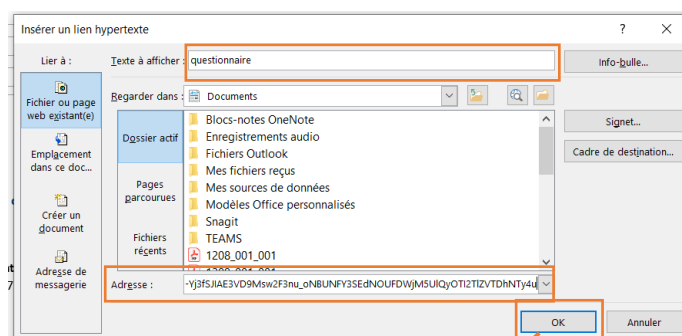 Insérer un lien hypertexte ? ×
Lier à :
Texte à afficher : questionnaire
Info-bulle...
Fichier ou page
web existant(e)
Regarder dans : Documents
Signet...
Cadre de destination...
Emplacement
dans ce doc...
Créer un
document
Adresse de
messagerie
Dossier actif
Pages
parcourues
Fichiers
récents
Blocs-notes OneNote
Enregistrements audio
Fichiers Outlook
Mes fichiers reçus
Mes sources de données
Modèles Office personnalisés
Snagit
TEAMS
1208_001_001
1208_001_001
Adresse : -Yj3fSJIAE3VD9Msw2F3nu_oNBUNFY3SEdNOUFDWjM5UlQyOTI2TlZVTDhNTy4u
OK
Annuler